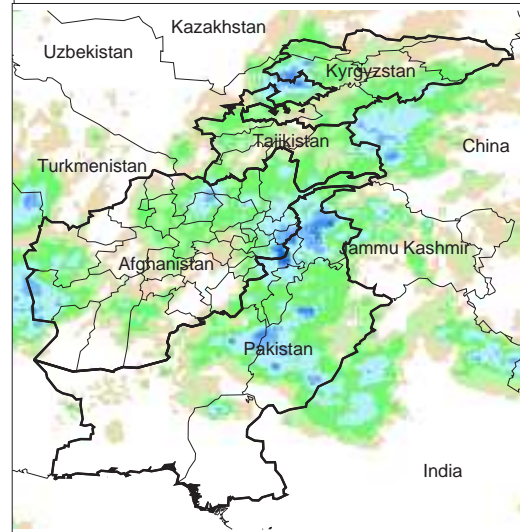 Kazakhstan
Uzbekistan
Kyrgyzstan
Tajikistan
China
Turkmenistan
Jammu Kashmir
Afghanistan
Pakistan
India